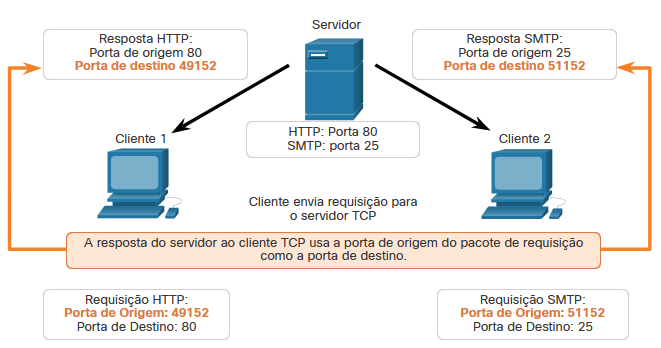 Servidor
Resposta HTTP:
Porta de origem 80
Porta de destino 49152
Resposta SMTP:
Porta de origem 25
Porta de destino 51152
Cliente 1
HTTP: Porta 80
SMTP: porta 25
Cliente 2
Cliente envia requisição para
o servidor TCP
A resposta do servidor ao cliente TCP usa a porta de origem do pacote de requisição
como a porta de destino.
Requisição HTTP:
Porta de Origem: 49152
Porta de Destino: 80
Requisição SMTP:
Porta de Origem: 51152
Porta de Destino: 25